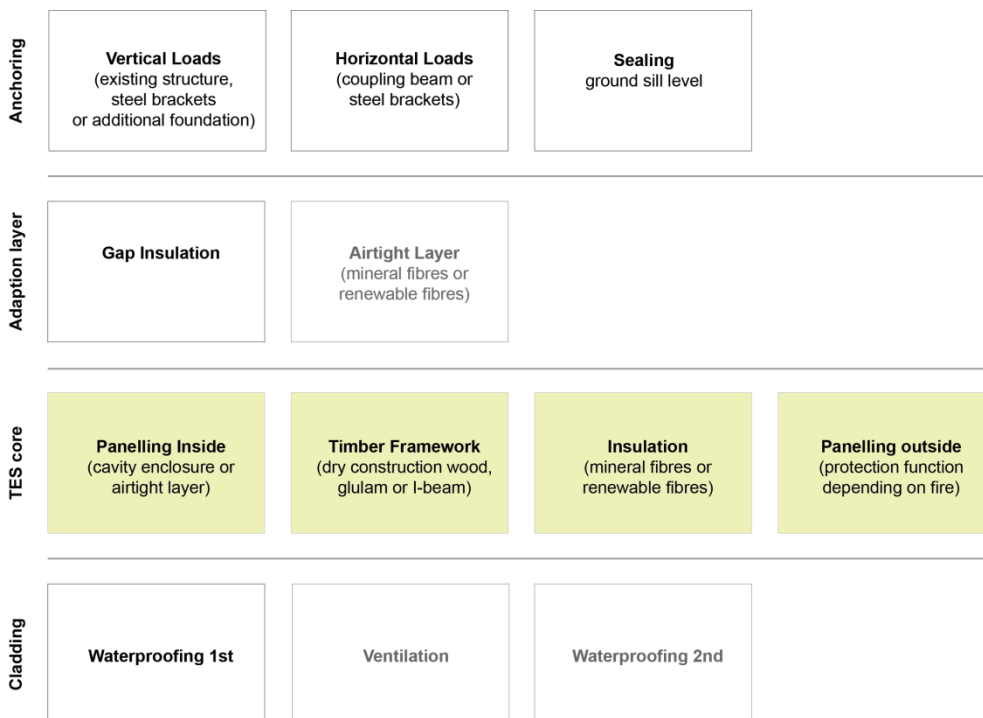 Anchoring
Vertical Loads
(existing structure,
steel brackets
or additional foundation)
Horizontal Loads
(coupling beam or
steel brackets)
Sealing
ground sill level
Adaption layer
Gap Insulation
Airtight Layer
(mineral fibres or
renewable fibres)
TES core
Panelling Inside
(cavity enclosure or
airtight layer)
Timber Framework
(dry construction wood,
glulam or I-beam)
Insulation
(mineral fibres or
renewable fibres)
Panelling outside
(protection function
depending on fire)
Cladding
Waterproofing 1st
Ventilation
Waterproofing 2nd